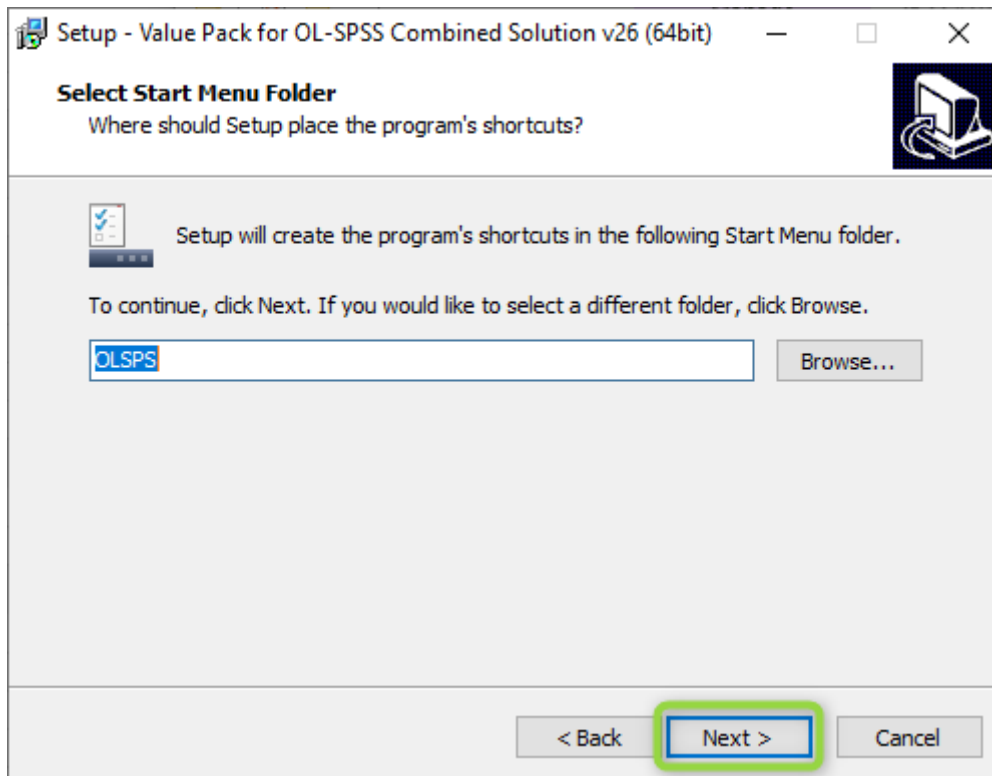 Setup - Value Pack for OL-SPSS Combined Solution v26 (64bit)
Select Start Menu Folder
Where should Setup place the program's shortcuts?
Setup will create the program's shortcuts in the following Start Menu folder.
To continue, click Next. If you would like to select a different folder, click Browse.
OLSPS
Browse...
< Back
Next >
Cancel